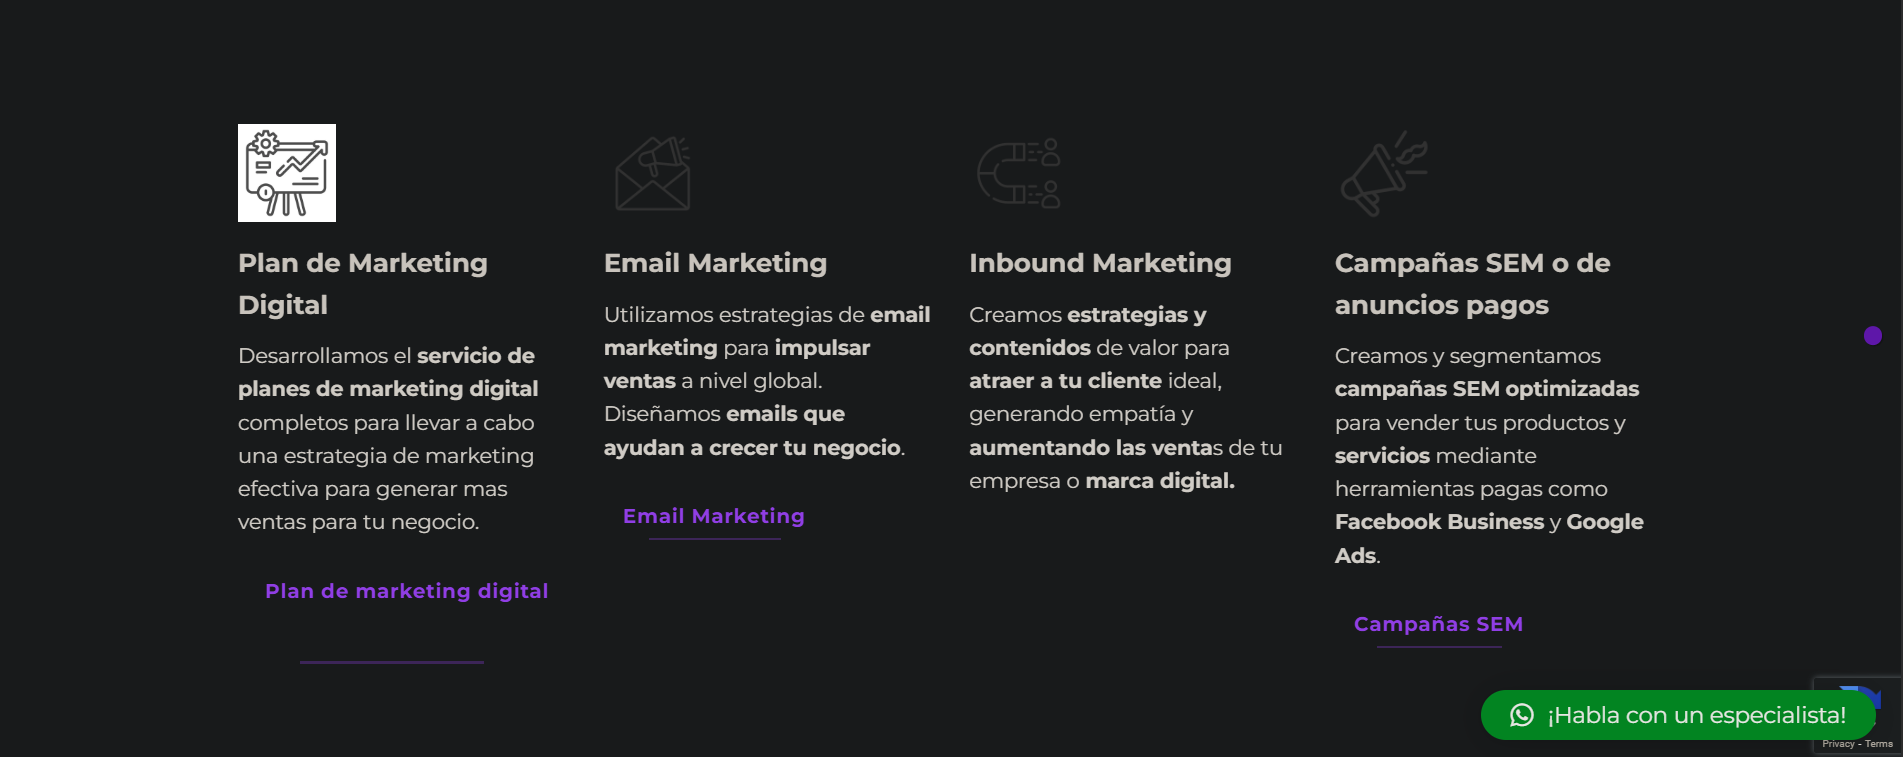 Plan de Marketing
Digital
Desarrollamos el servicio de
planes de marketing digital
completos para llevar a cabo
una estrategia de marketing
efectiva para generar mas
ventas para tu negocio.
Plan de marketing digital
Email Marketing
Utilizamos estrategias de email
marketing para impulsar
ventas a nivel global.
Diseñamos emails que
ayudan a crecer tu negocio.
Email Marketing
Inbound Marketing
Creamos estrategias y
contenidos de valor para
atraer a tu cliente ideal,
generando empatía y
aumentando las ventas de tu
empresa o marca digital.
Campañas SEM o de
anuncios pagos
Creamos y segmentamos
campañas SEM optimizadas
para vender tus productos y
servicios mediante
herramientas pagas como
Facebook Business y Google
Ads.
Campañas SEM
¡Habla con un especialista!
Privacy - Terms